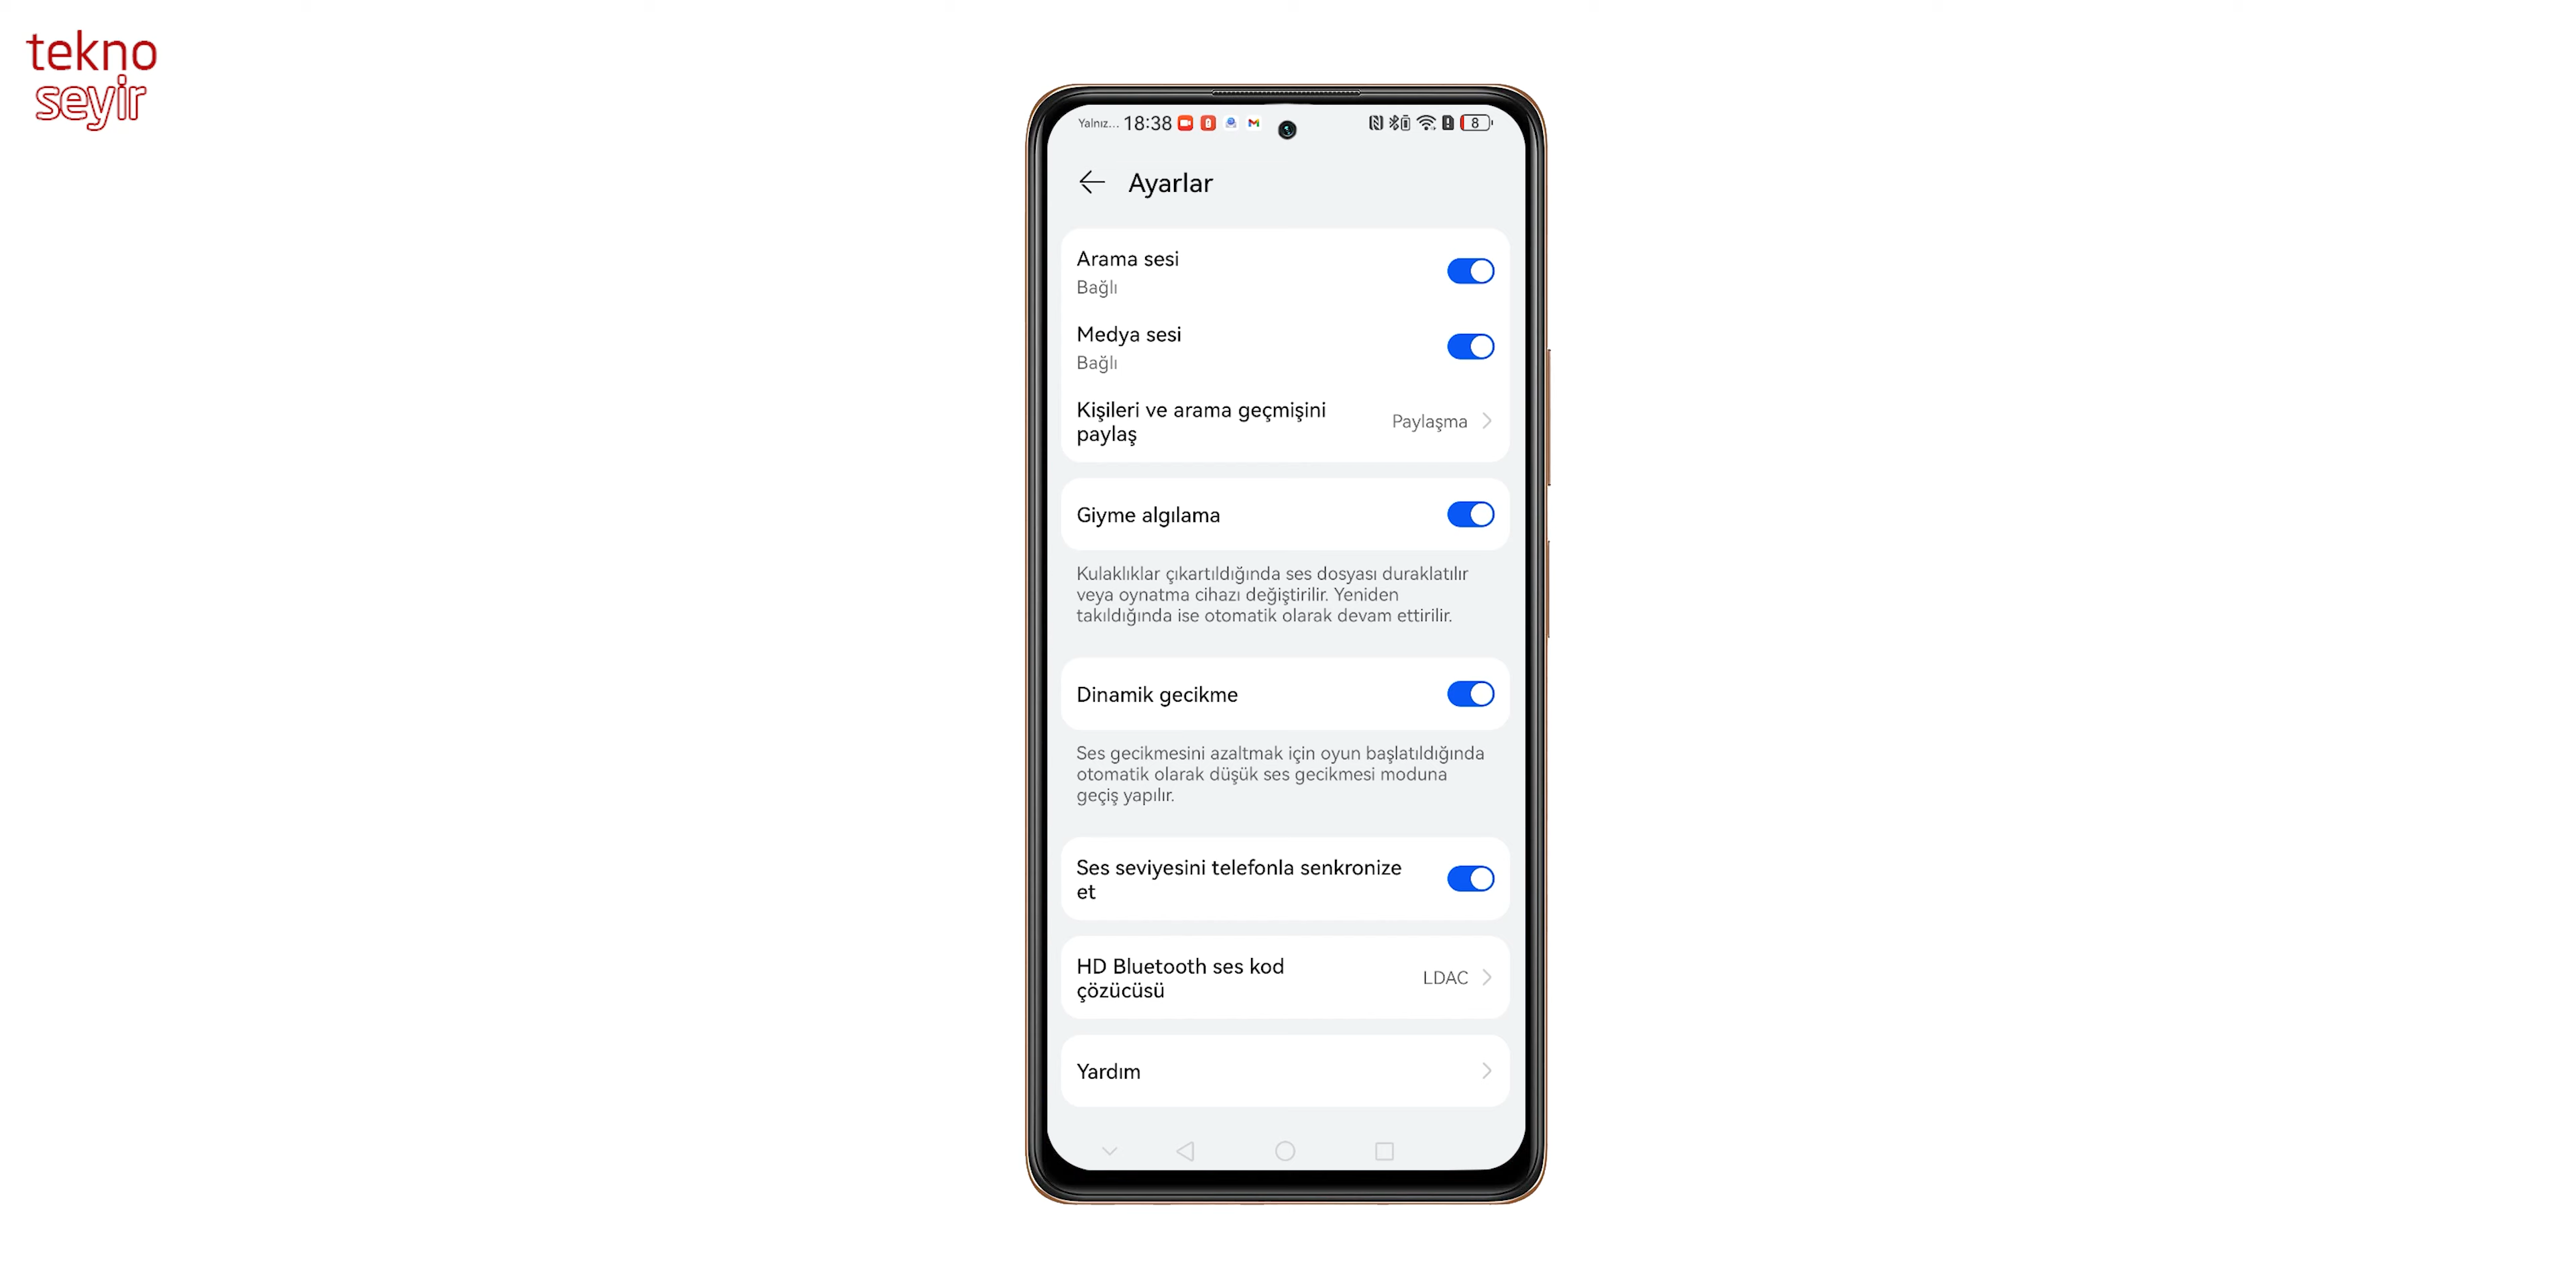 tekno
seyir
Yalnız... 18:38
8
Ayarlar
Arama sesi
Bağlı
Medya sesi
Bağlı
Kişileri ve arama geçmişini
paylaş
Paylaşma
Giyme algılama
Kulaklıklar çıkartıldığında ses dosyası duraklatılır
veya oynatma cihazı değiştirilir. Yeniden
takıldığında ise otomatik olarak devam ettirilir.
Dinamik gecikme
Ses gecikmesini azaltmak için oyun başlatıldığında
otomatik olarak düşük ses gecikmesi moduna
geçiş yapılır.
Ses seviyesini telefonla senkronize
et
HD Bluetooth ses kod
çözücüsü
LDAC
Yardım